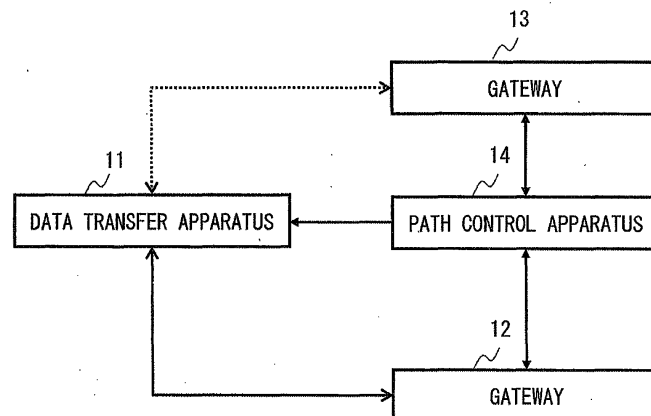 13
GATEWAY
11
14
DATA TRANSFER APPARATUS
PATH CONTROL APPARATUS
12
GATEWAY